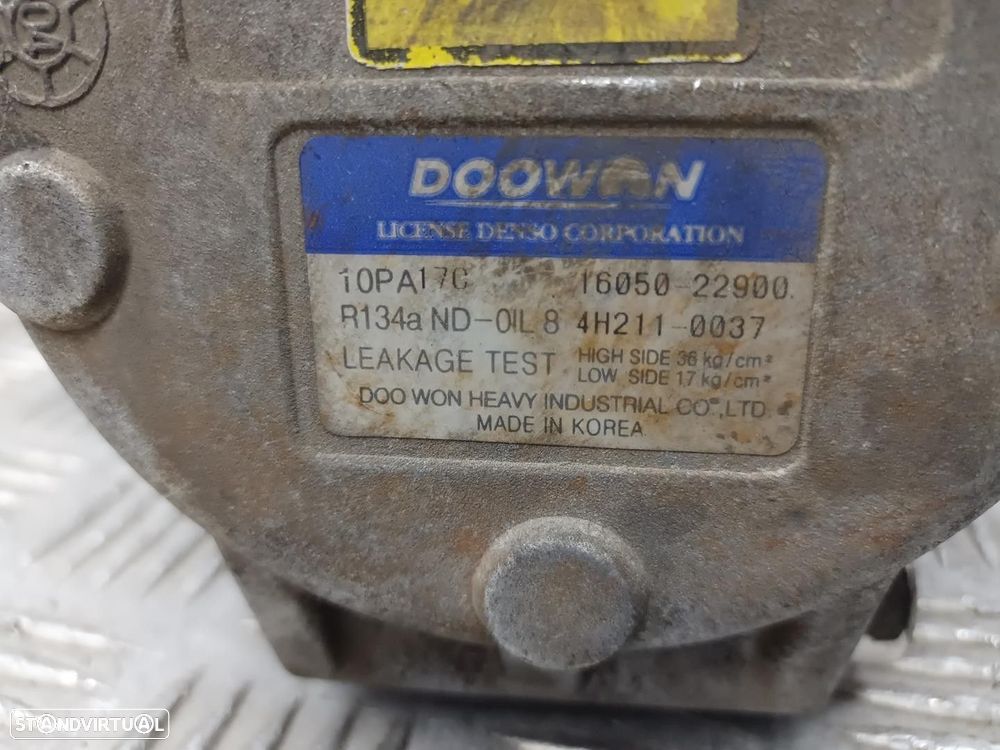 DOOWON
LICENSE DENSO CORPORATION
10PA17C 16050-22900
R134a ND-OIL 8 4H211-0037
LEAKAGE TEST HIGH SIDE 36 kg/cm²
LOW SIDE 17 kg/cm²
DOO WON HEAVY INDUSTRIAL CO.,LTD
MADE IN KOREA
STANDVIRTUAL